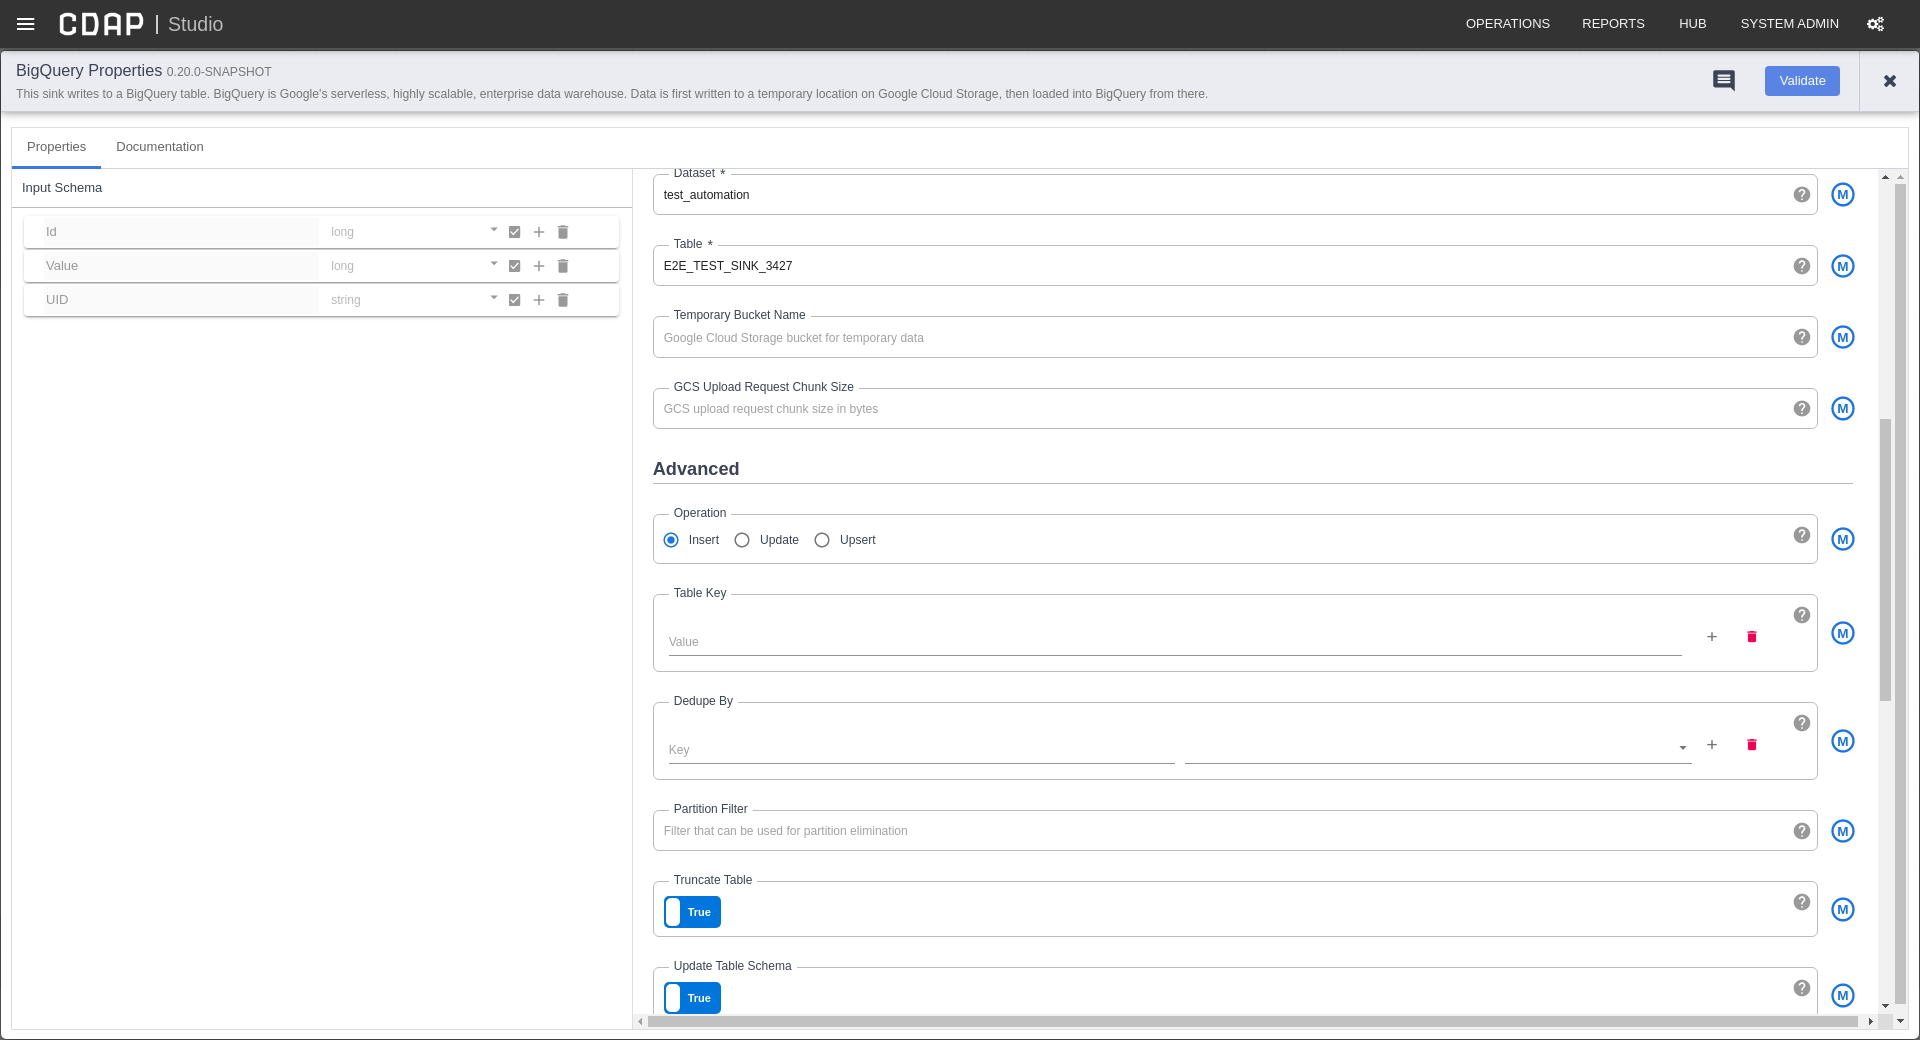 CDAP | Studio
OPERATIONS REPORTS HUB SYSTEM ADMIN
BigQuery Properties 0.20.0-SNAPSHOT
This sink writes to a BigQuery table. BigQuery is Google's serverless, highly scalable, enterprise data warehouse. Data is first written to a temporary location on Google Cloud Storage, then loaded into BigQuery from there.
Validate
Properties Documentation
Input Schema
Id long
Value long
UID string
Dataset *
test_automation
M
Table *
E2E_TEST_SINK_3427
M
Temporary Bucket Name
Google Cloud Storage bucket for temporary data
M
GCS Upload Request Chunk Size
GCS upload request chunk size in bytes
M
Advanced
Operation
Insert Update Upsert
M
Table Key
Value
M
Dedupe By
Key
M
Partition Filter
Filter that can be used for partition elimination
M
Truncate Table
True
M
Update Table Schema
True
M